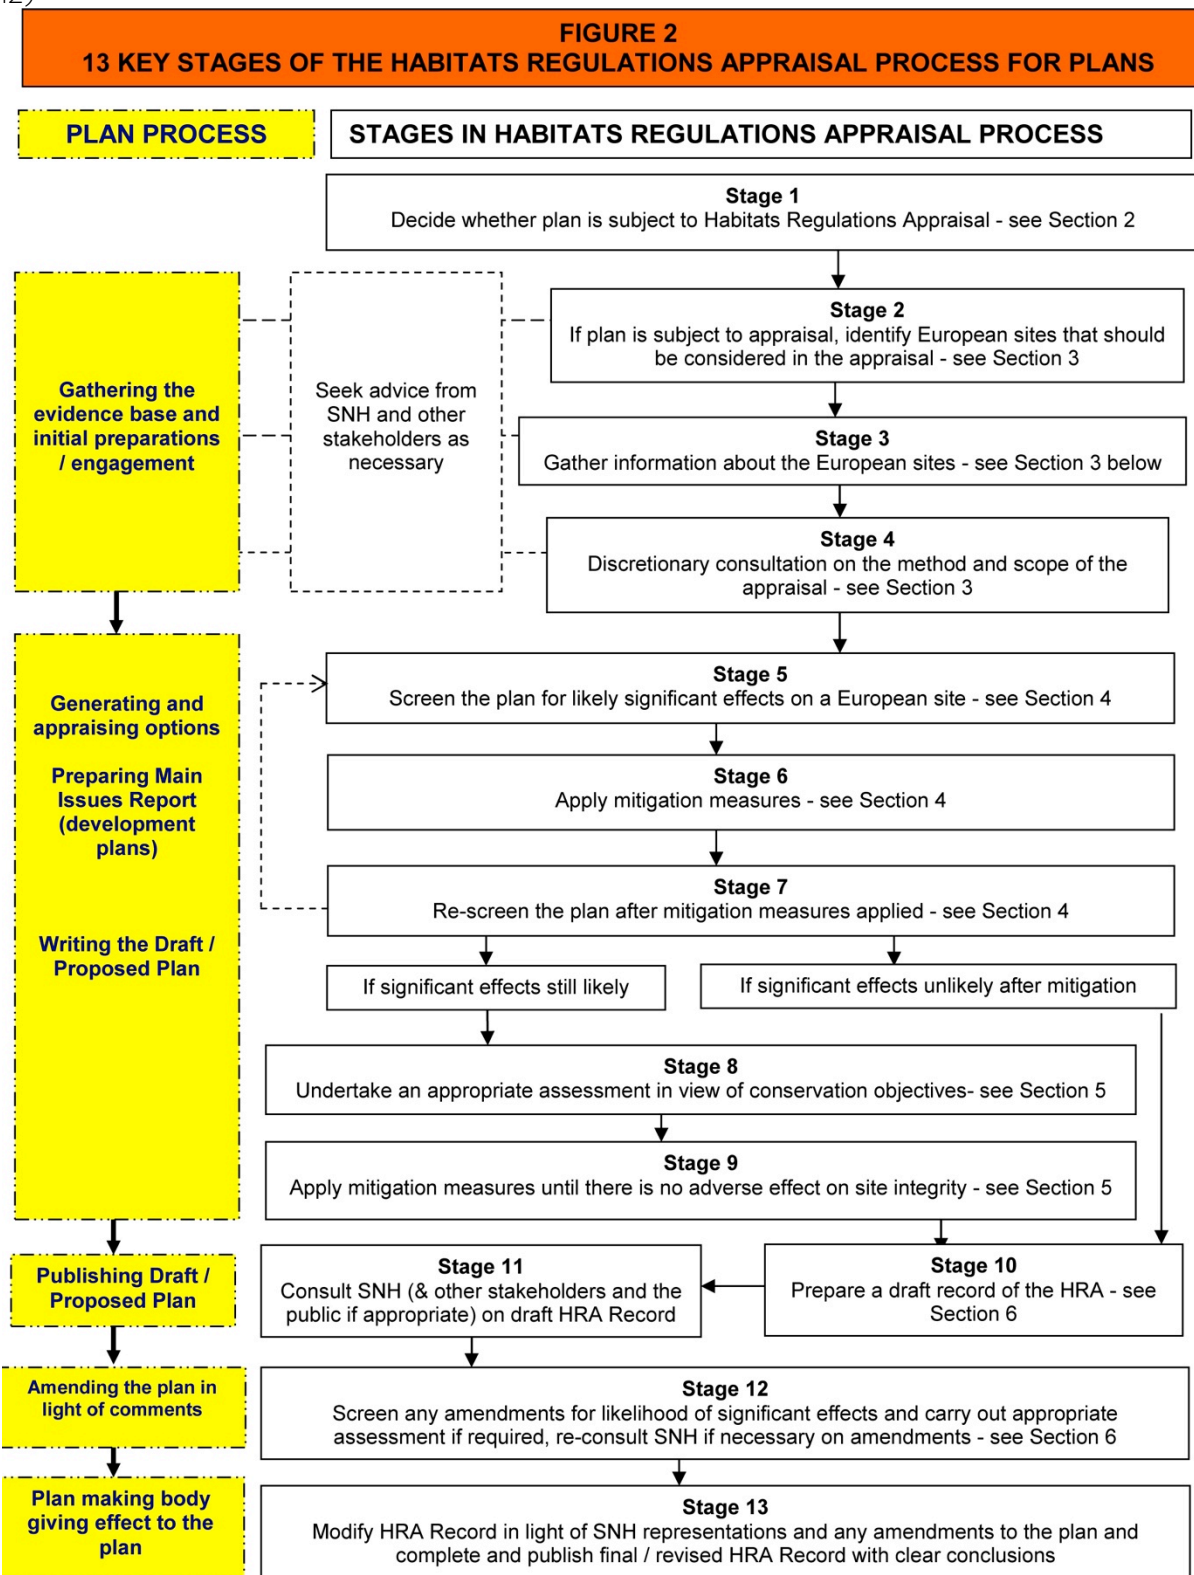 FIGURE 2
13 KEY STAGES OF THE HABITATS REGULATIONS APPRAISAL PROCESS FOR PLANS
PLAN PROCESS
STAGES IN HABITATS REGULATIONS APPRAISAL PROCESS
Stage 1
Decide whether plan is subject to Habitats Regulations Appraisal - see Section 2
Gathering the
evidence base and
initial preparations
/ engagement
Seek advice from
SNH and other
stakeholders as
necessary
Stage 2
If plan is subject to appraisal, identify European sites that should
be considered in the appraisal - see Section 3
Stage 3
Gather information about the European sites - see Section 3 below
Stage 4
Discretionary consultation on the method and scope of the
appraisal - see Section 3
Generating and
appraising options
Preparing Main
Issues Report
(development
plans)
Writing the Draft /
Proposed Plan
Stage 5
Screen the plan for likely significant effects on a European site - see Section 4
Stage 6
Apply mitigation measures - see Section 4
Stage 7
Re-screen the plan after mitigation measures applied - see Section 4
If significant effects still likely
If significant effects unlikely after mitigation
Stage 8
Undertake an appropriate assessment in view of conservation objectives- see Section 5
Stage 9
Apply mitigation measures until there is no adverse effect on site integrity - see Section 5
Publishing Draft /
Proposed Plan
Stage 11
Consult SNH (& other stakeholders and the
public if appropriate) on draft HRA Record
Stage 10
Prepare a draft record of the HRA - see
Section 6
Amending the plan in
light of comments
Stage 12
Screen any amendments for likelihood of significant effects and carry out appropriate
assessment if required, re-consult SNH if necessary on amendments - see Section 6
Plan making body
giving effect to the
plan
Stage 13
Modify HRA Record in light of SNH representations and any amendments to the plan and
complete and publish final / revised HRA Record with clear conclusions